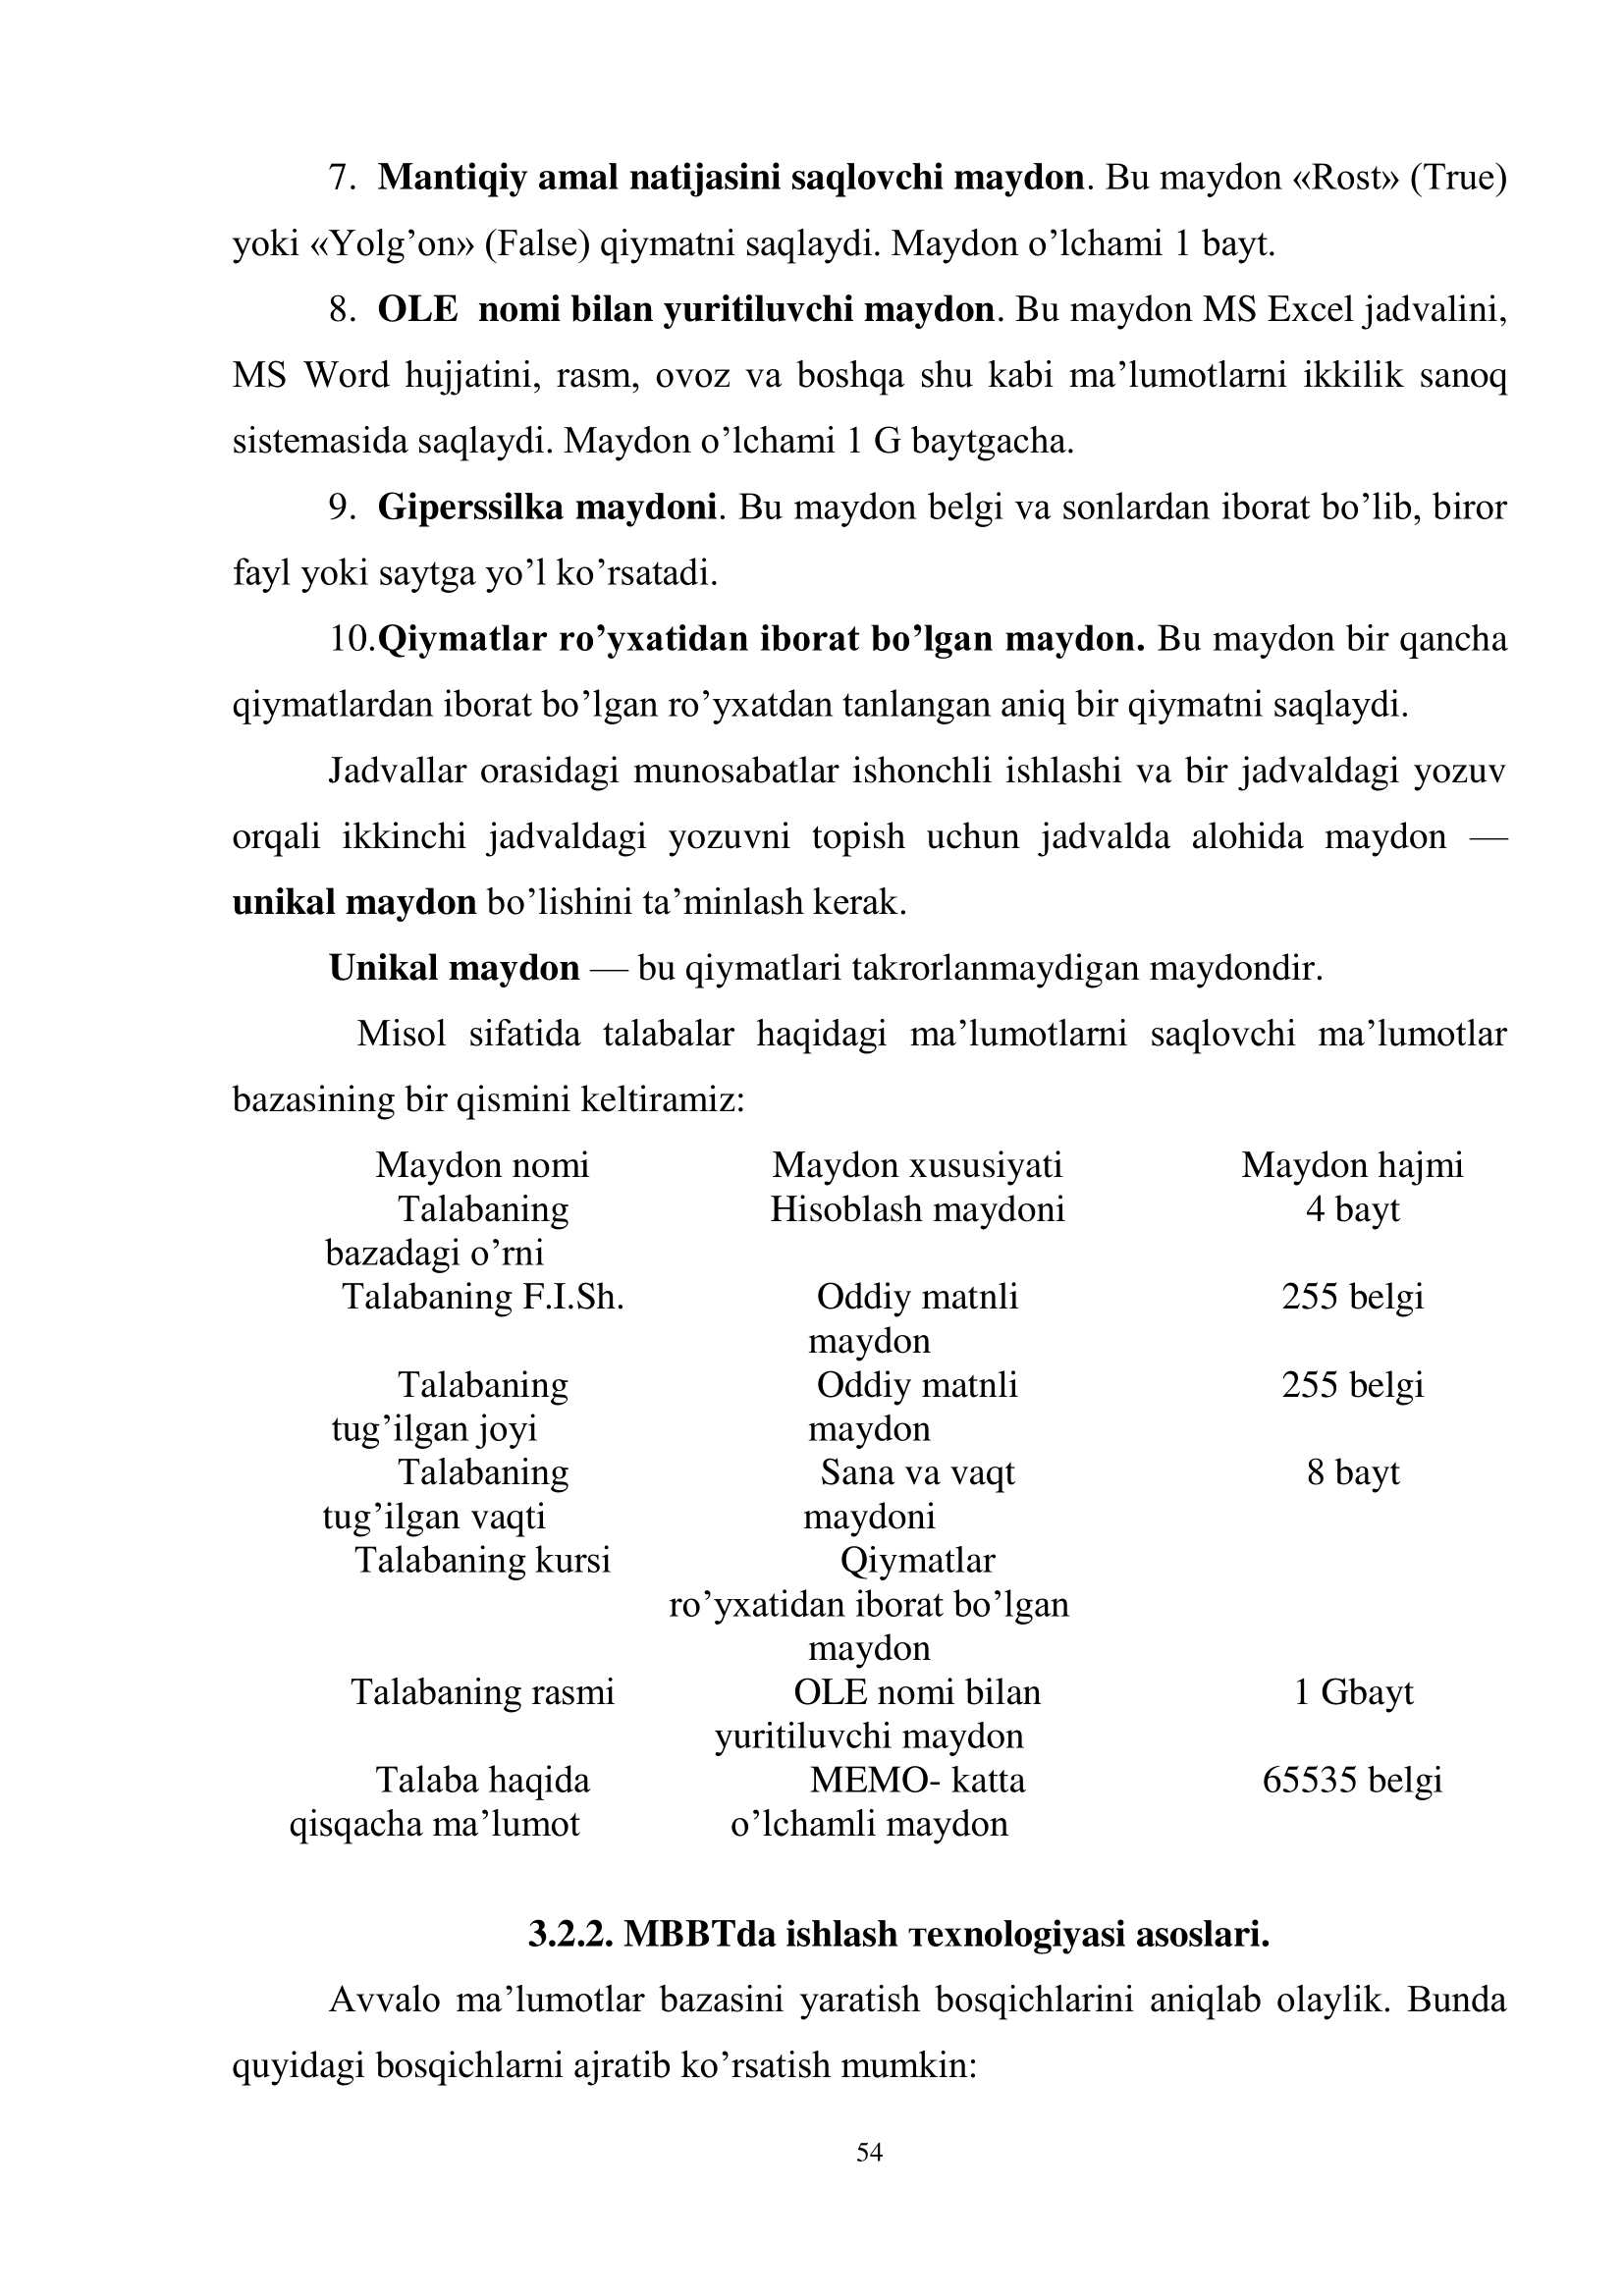 7. Mantiqiy amal natijasini saqlovchi maydon. Bu maydon «Rost» (True)
yoki «Yolg’on» (False) qiymatni saqlaydi. Maydon o’lchami 1 bayt.
8. OLE nomi bilan yuritiluvchi maydon. Bu maydon MS Excel jadvalini,
MS Word hujjatini, rasm, ovoz va boshqa shu kabi ma’lumotlarni ikkilik sanoq
sistemasida saqlaydi. Maydon o’lchami 1 G baytgacha.
9. Giperssilka maydoni. Bu maydon belgi va sonlardan iborat bo’lib, biror
fayl yoki saytga yo’l ko’rsatadi.
10.Qiymatlar ro’yxatidan iborat bo’lgan maydon. Bu maydon bir qancha
qiymatlardan iborat bo’lgan ro’yxatdan tanlangan aniq bir qiymatni saqlaydi.
Jadvallar orasidagi munosabatlar ishonchli ishlashi va bir jadvaldagi yozuv
orqali ikkinchi jadvaldagi yozuvni topish uchun jadvalda alohida maydon —
unikal maydon bo’lishini ta’minlash kerak.
Unikal maydon — bu qiymatlari takrorlanmaydigan maydondir.
Misol sifatida talabalar haqidagi ma’lumotlarni saqlovchi ma’lumotlar
bazasining bir qismini keltiramiz:
Maydon nomi Maydon xususiyati Maydon hajmi
Talabaning Hisoblash maydoni 4 bayt
bazadagi o’rni
Talabaning F.I.Sh. Oddiy matnli 255 belgi
maydon
Talabaning Oddiy matnli 255 belgi
tug’ilgan joyi maydon
Talabaning Sana va vaqt 8 bayt
tug’ilgan vaqti maydoni
Talabaning kursi Qiymatlar
ro’yxatidan iborat bo’lgan
maydon
Talabaning rasmi OLE nomi bilan 1 Gbayt
yuritiluvchi maydon
Talaba haqida MEMO- katta 65535 belgi
qisqacha ma’lumot o’lchamli maydon
3.2.2. MBBTda ishlash тexnologiyasi asoslari.
Avvalo ma’lumotlar bazasini yaratish bosqichlarini aniqlab olaylik. Bunda
quyidagi bosqichlarni ajratib ko’rsatish mumkin:
54